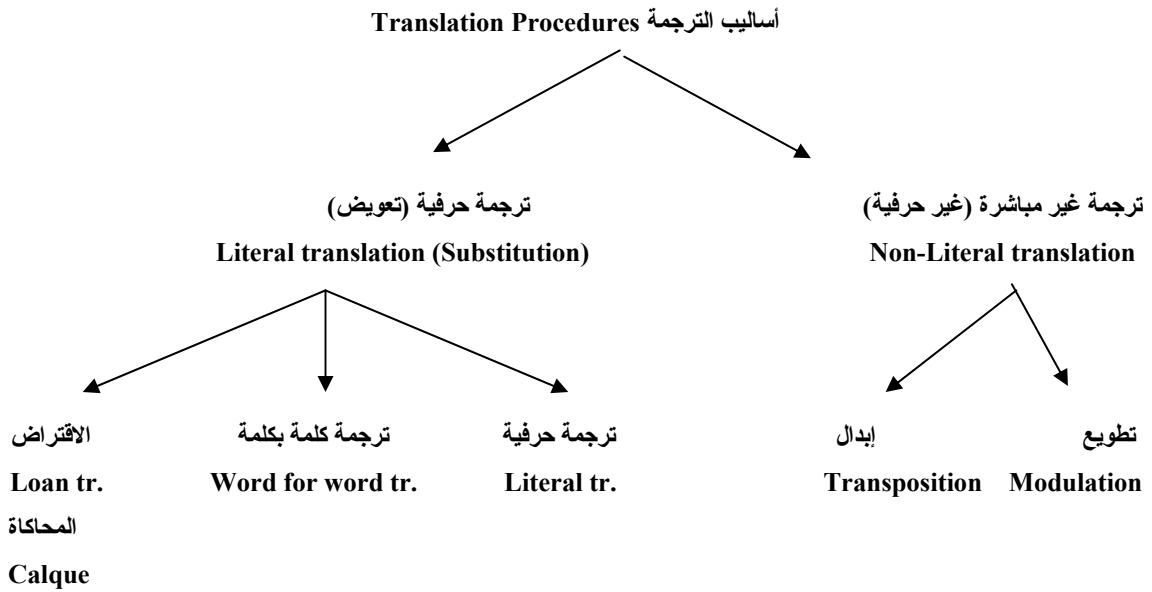 أساليب الترجمة Translation Procedures
ترجمة حرفية (تعويض)
Literal translation (Substitution)
ترجمة غير مباشرة (غير حرفية)
Non-Literal translation
الاقتراض
Loan tr.
المحاكاة
Calque
ترجمة كلمة بكلمة
Word for word tr.
ترجمة حرفية
Literal tr.
إبدال
Transposition
تطويع
Modulation